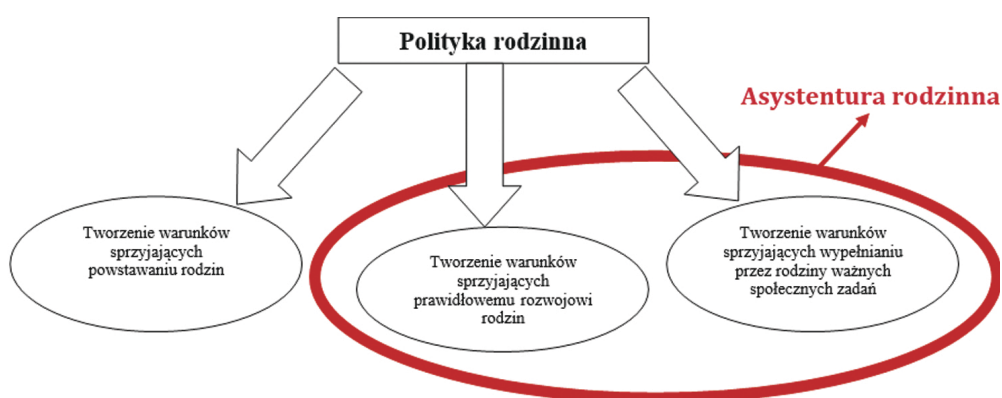 Polityka rodzinna
Asystentura rodzinna
Tworzenie warunków
sprzyjających
powstawaniu rodzin
Tworzenie warunków
sprzyjających
prawidłowemu rozwojowi
rodzin
Tworzenie warunków
sprzyjających wypełnianiu
przez rodziny ważnych
społecznych zadań